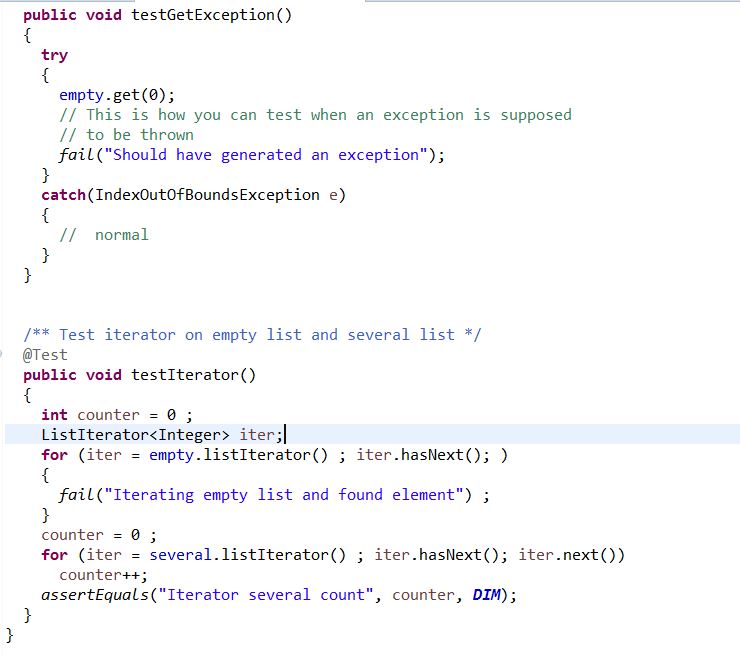 public void testGetException()
{
try
{
empty.get(0);
// This is how you can test when an exception is supposed
// to be thrown
fail("Should have generated an exception");
}
catch(IndexOutOfBoundsException e)
{
//  normal
}
}
/** Test iterator on empty list and several list */
@Test
public void testIterator()
{
int counter = 0 ;
ListIterator<Integer> iter;
for (iter = empty.listIterator() ; iter.hasNext(); )
{
fail("Iterating empty list and found element") ;
}
counter = 0 ;
for (iter = several.listIterator() ; iter.hasNext(); iter.next())
counter++;
assertEquals("Iterator several count", counter, DIM);
}
}